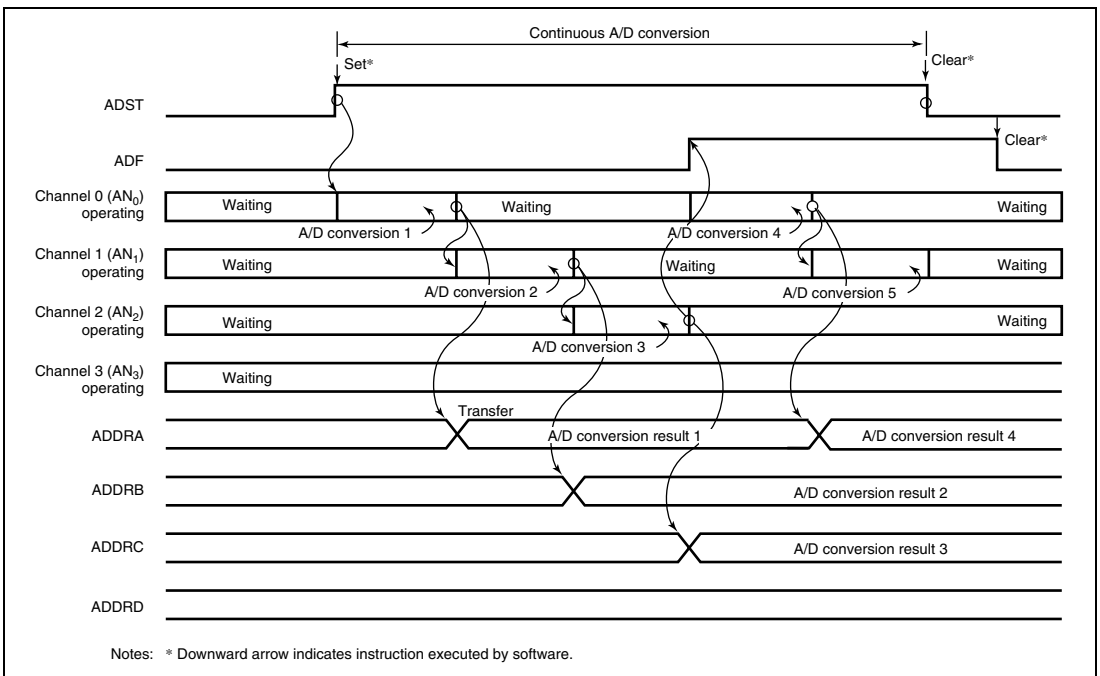 Continuous A/D conversion
Set*
Clear*
ADST
Clear*
ADF
Channel 0 (AN0)
operating
Waiting
Waiting
Waiting
A/D conversion 1
A/D conversion 4
Channel 1 (AN1)
operating
Waiting
Waiting
Waiting
A/D conversion 2
A/D conversion 5
Channel 2 (AN2)
operating
Waiting
Waiting
A/D conversion 3
Channel 3 (AN3)
operating
Waiting
Transfer
ADDRA
A/D conversion result 1
A/D conversion result 4
ADDRB
A/D conversion result 2
ADDRC
A/D conversion result 3
ADDRD
Notes: * Downward arrow indicates instruction executed by software.